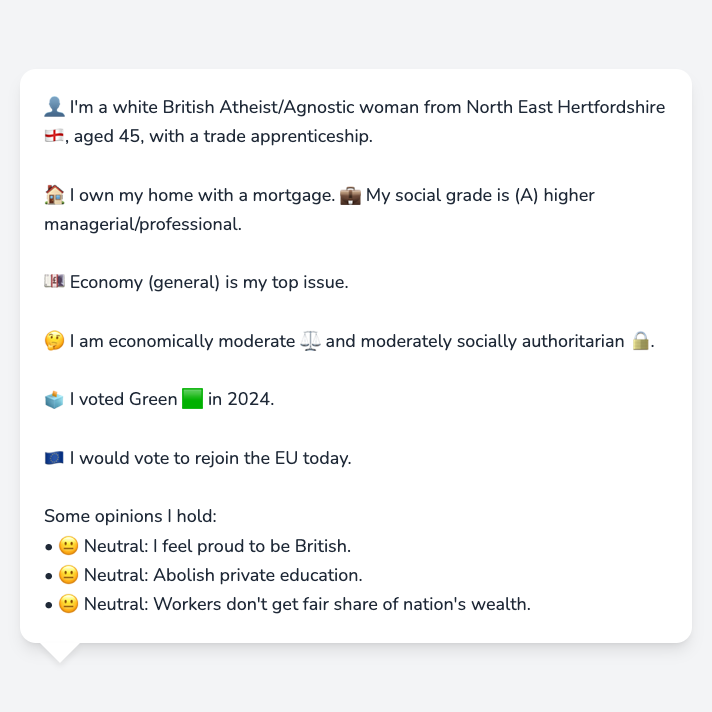 👤 I'm a white British Atheist/Agnostic woman from North East Hertfordshire
🏴󠁧󠁢󠁥󠁮󠁧󠁿, aged 45, with a trade apprenticeship.
🏠 I own my home with a mortgage. 💼 My social grade is (A) higher
managerial/professional.
💷 Economy (general) is my top issue.
🤔 I am economically moderate ⚖️ and moderately socially authoritarian 🔒.
🗳️ I voted Green 🟩 in 2024.
🇪🇺 I would vote to rejoin the EU today.
Some opinions I hold:
• 😐 Neutral: I feel proud to be British.
• 😐 Neutral: Abolish private education.
• 😐 Neutral: Workers don't get fair share of nation's wealth.